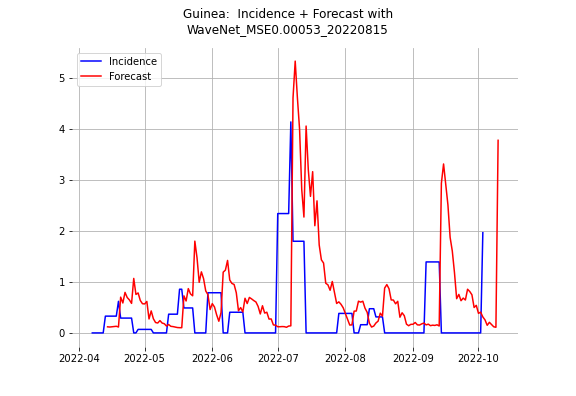 Guinea:  Incidence + Forecast with
WaveNet_MSE0.00053_20220815
Incidence
Forecast
5
4
3
2
1
0
2022-04 2022-05 2022-06 2022-07 2022-08 2022-09 2022-10